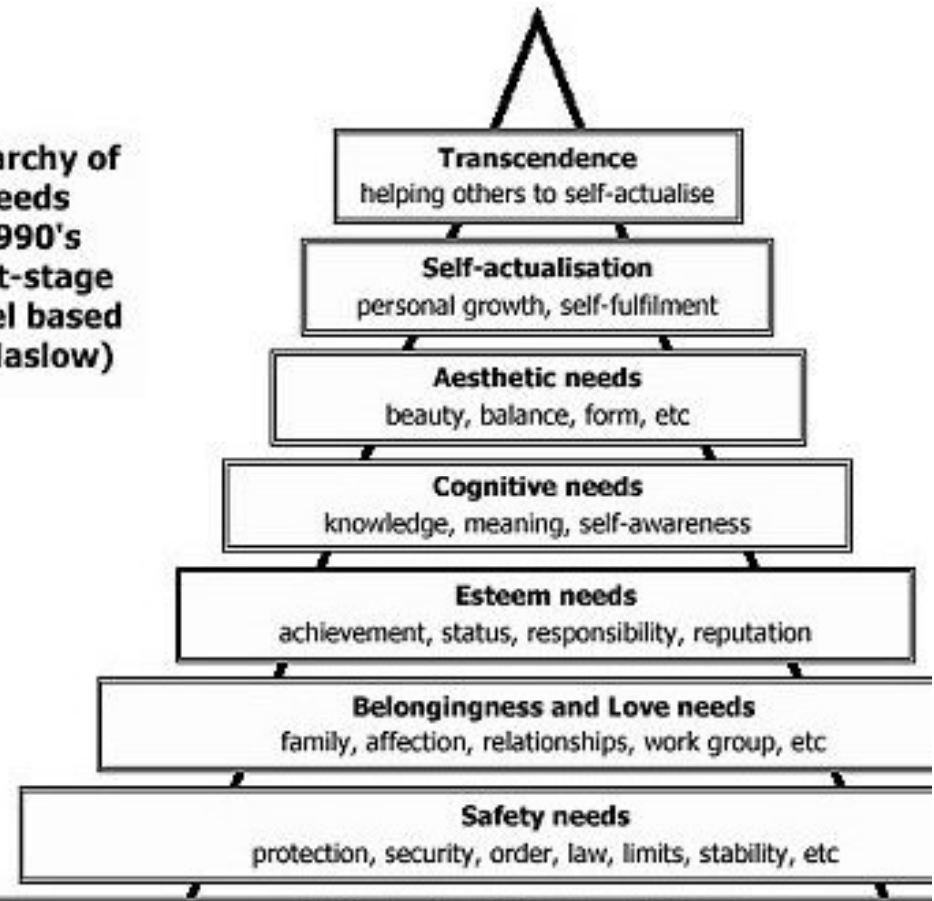 archy of
eeds
990's
t-stage
el based
laslow)
Transcendence
helping others to self-actualise
Self-actualisation
personal growth, self-fulfilment
Aesthetic needs
beauty, balance, form, etc
Cognitive needs
knowledge, meaning, self-awareness
Esteem needs
achievement, status, responsibility, reputation
Belongingness and Love needs
family, affection, relationships, work group, etc
Safety needs
protection, security, order, law, limits, stability, etc